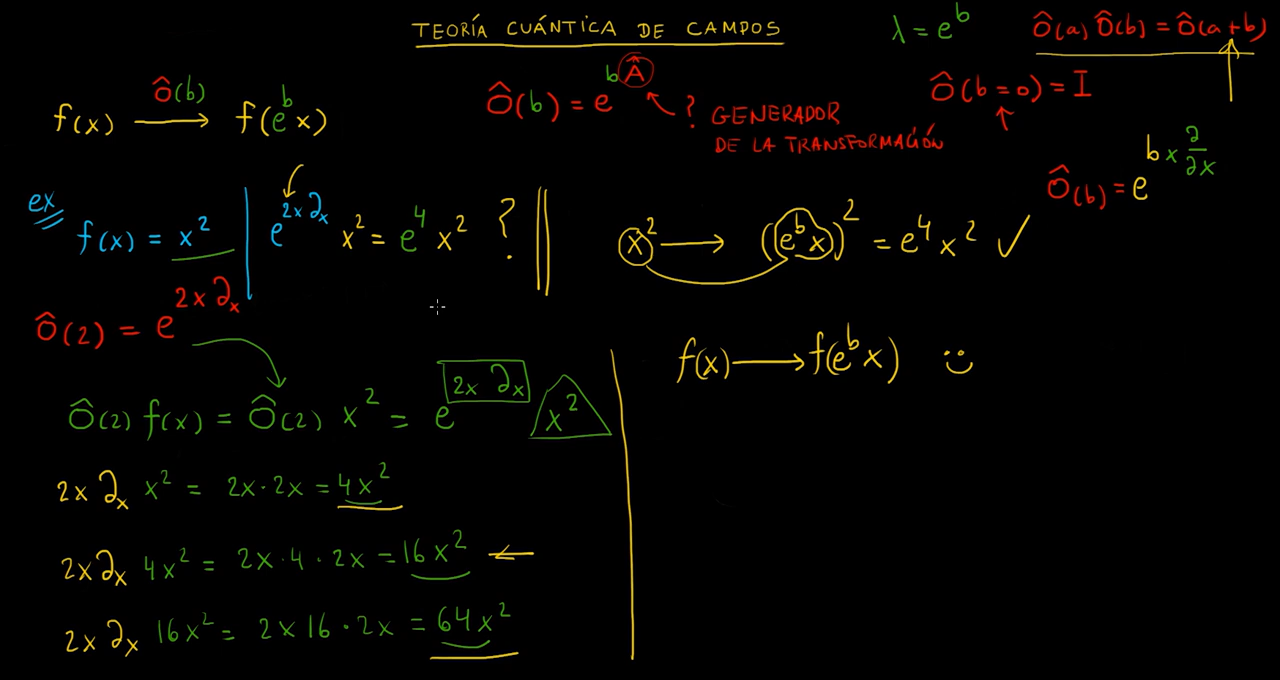 TEORÍA CUÁNTICA DE CAMPOS
λ = e^b
Ô(a) Ô(b) = Ô(a+b)
f(x) ⟶ f(e^b x)
Ô(b)
Ô(b) = e^{bÂ}
? GENERADOR
DE LA TRANSFORMACIÓN
Ô(b=0) = I
Ô(b) = e^{b x ∂/∂x}
ex
f(x) = x²
e^{2x ∂ₓ} x² = e⁴ x² ?
x² ⟶ ((e^b x))² = e⁴ x² ✓
Ô(2) = e^{2x ∂ₓ}
f(x) ⟶ f(e^b x) ::)
Ô(2) f(x) = Ô(2) x² = e^{2x ∂ₓ} x²
2x ∂ₓ x² = 2x·2x = 4x²
2x ∂ₓ 4x² = 2x·4·2x = 16x² ←
2x ∂ₓ 16x² = 2x16·2x = 64x²